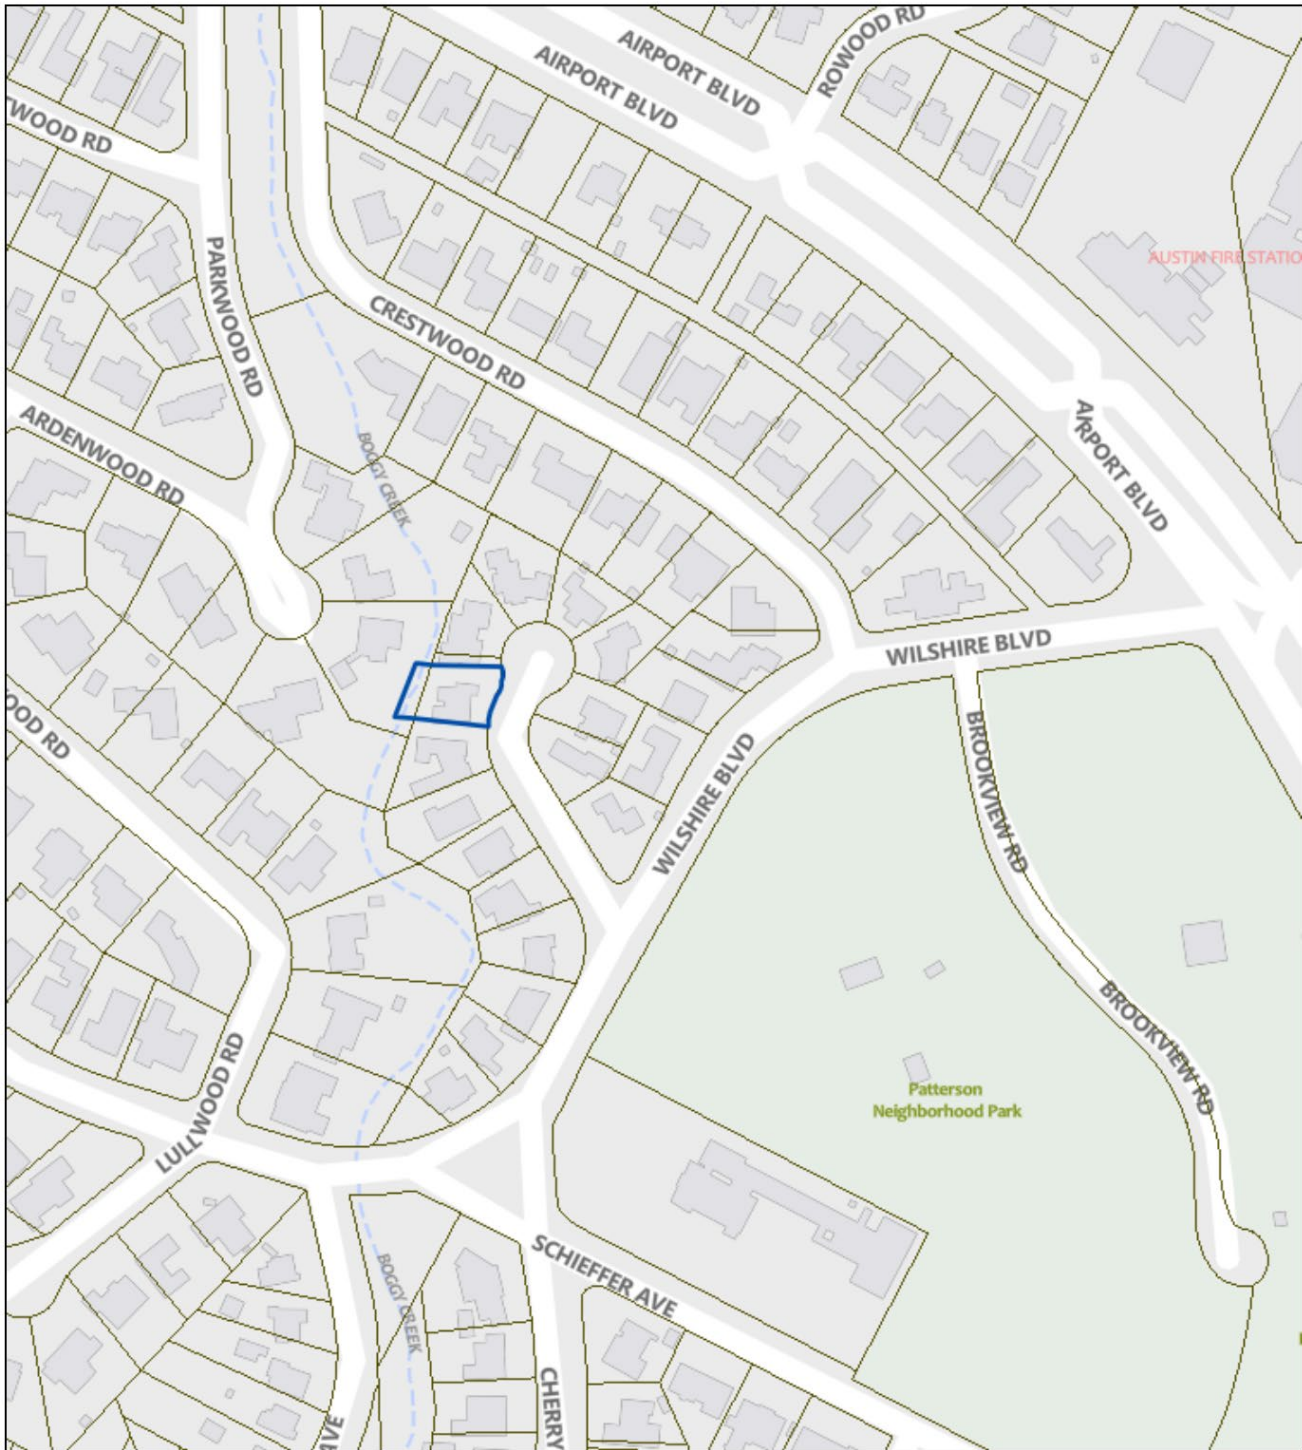 ROWOOD RD
AIRPORT BLVD
AIRPORT BLVD
TWOOD RD
AUSTIN FIRE STATIO
PARKWOOD RD
CRESTWOOD RD
ARDENWOOD RD
BOGGY CREEK
AIRPORT BLVD
WILSHIRE BLVD
OOD RD
BROOKVIEW RD
WILSHIRE BLVD
BROOKVIEW RD
Patterson
Neighborhood Park
LULLWOOD RD
SCHIEFFER AVE
BOGGY CREEK
CHERRY
AVE